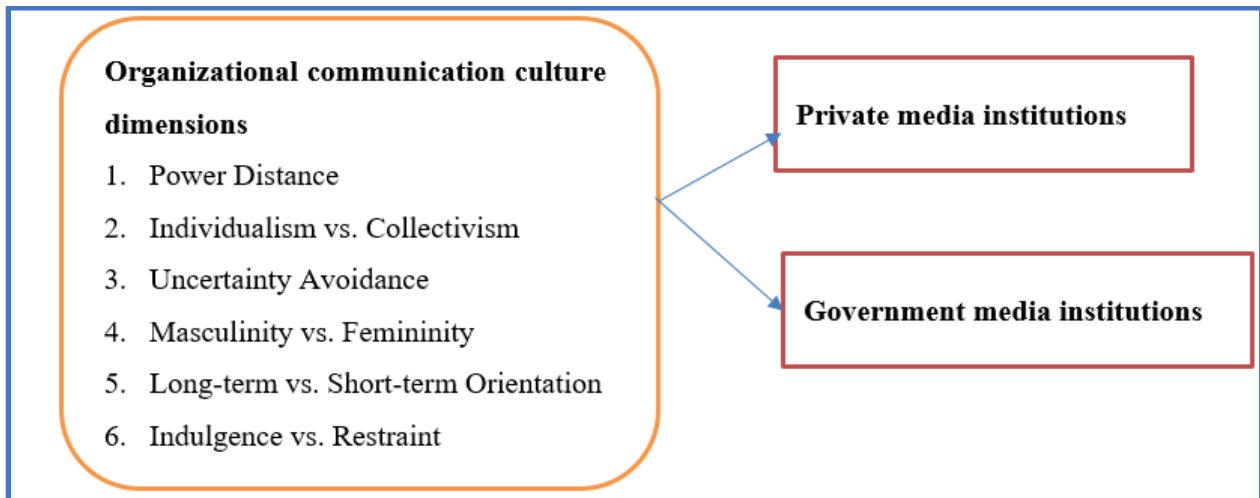 Organizational communication culture
dimensions
1. Power Distance
2. Individualism vs. Collectivism
3. Uncertainty Avoidance
4. Masculinity vs. Femininity
5. Long-term vs. Short-term Orientation
6. Indulgence vs. Restraint
Private media institutions
Government media institutions